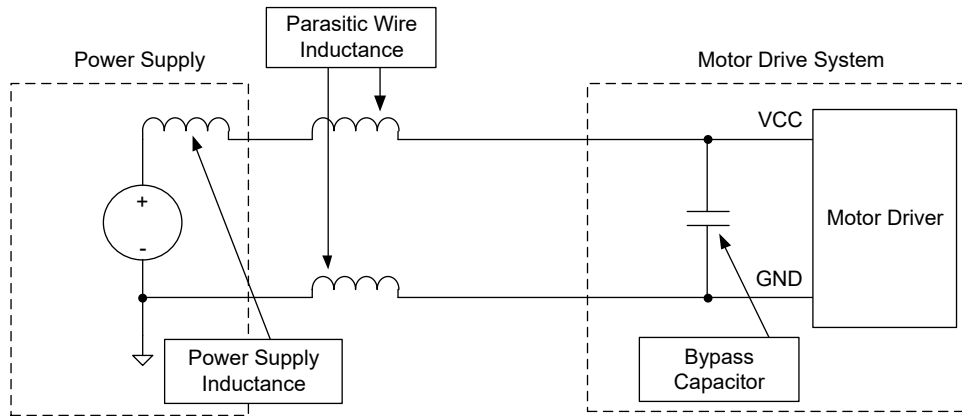 Parasitic Wire
Inductance
Power Supply
Motor Drive System
VCC
+
-
Motor Driver
GND
Power Supply
Inductance
Bypass
Capacitor